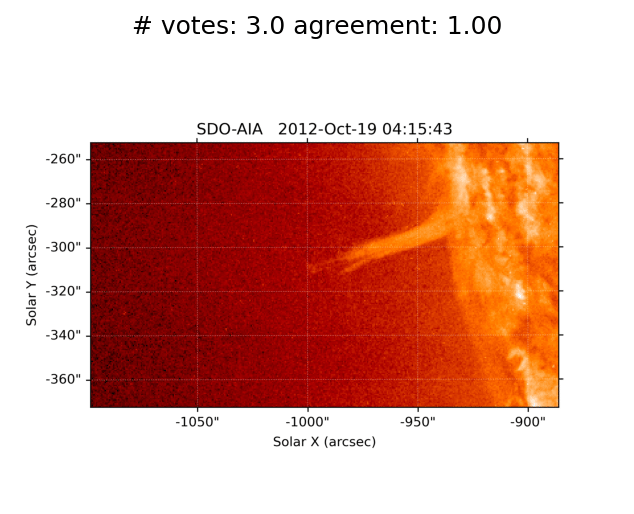 # votes: 3.0 agreement: 1.00
SDO-AIA   2012-Oct-19 04:15:43
-260"
-280"
-300"
-320"
-340"
-360"
Solar Y (arcsec)
-1050"
-1000"
-950"
-900"
Solar X (arcsec)